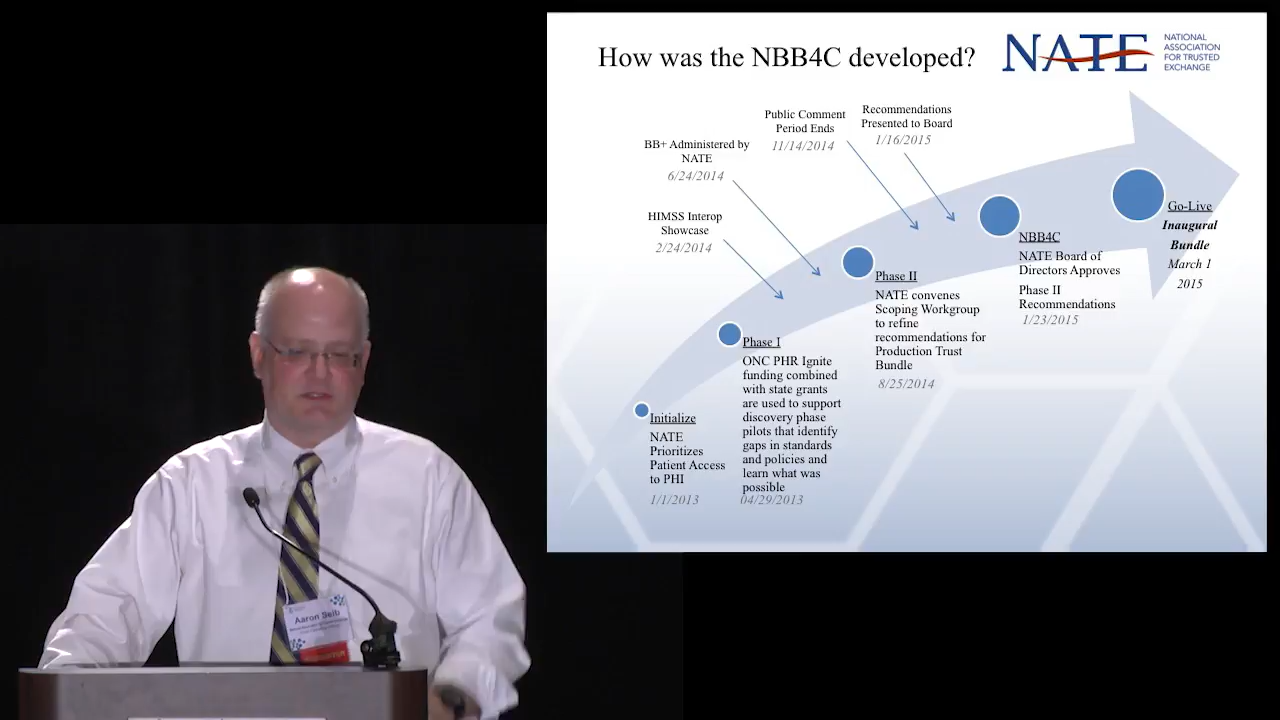 How was the NBB4C developed?
NATE
NATIONAL
ASSOCIATION
FOR TRUSTED
EXCHANGE
Public Comment
Period Ends
11/14/2014
Recommendations
Presented to Board
1/16/2015
BB+ Administered by
NATE
6/24/2014
HIMSS Interop
Showcase
2/24/2014
Initialize
NATE
Prioritizes
Patient Access
to PHI
1/1/2013
Phase I
ONC PHR Ignite
funding combined
with state grants
are used to support
discovery phase
pilots that identify
gaps in standards
and policies and
learn what was
possible
04/29/2013
Phase II
NATE convenes
Scoping Workgroup
to refine
recommendations for
Production Trust
Bundle
8/25/2014
NBB4C
NATE Board of
Directors Approves
Phase II
Recommendations
1/23/2015
Go-Live
Inaugural
Bundle
March 1
2015
Aaron Seib